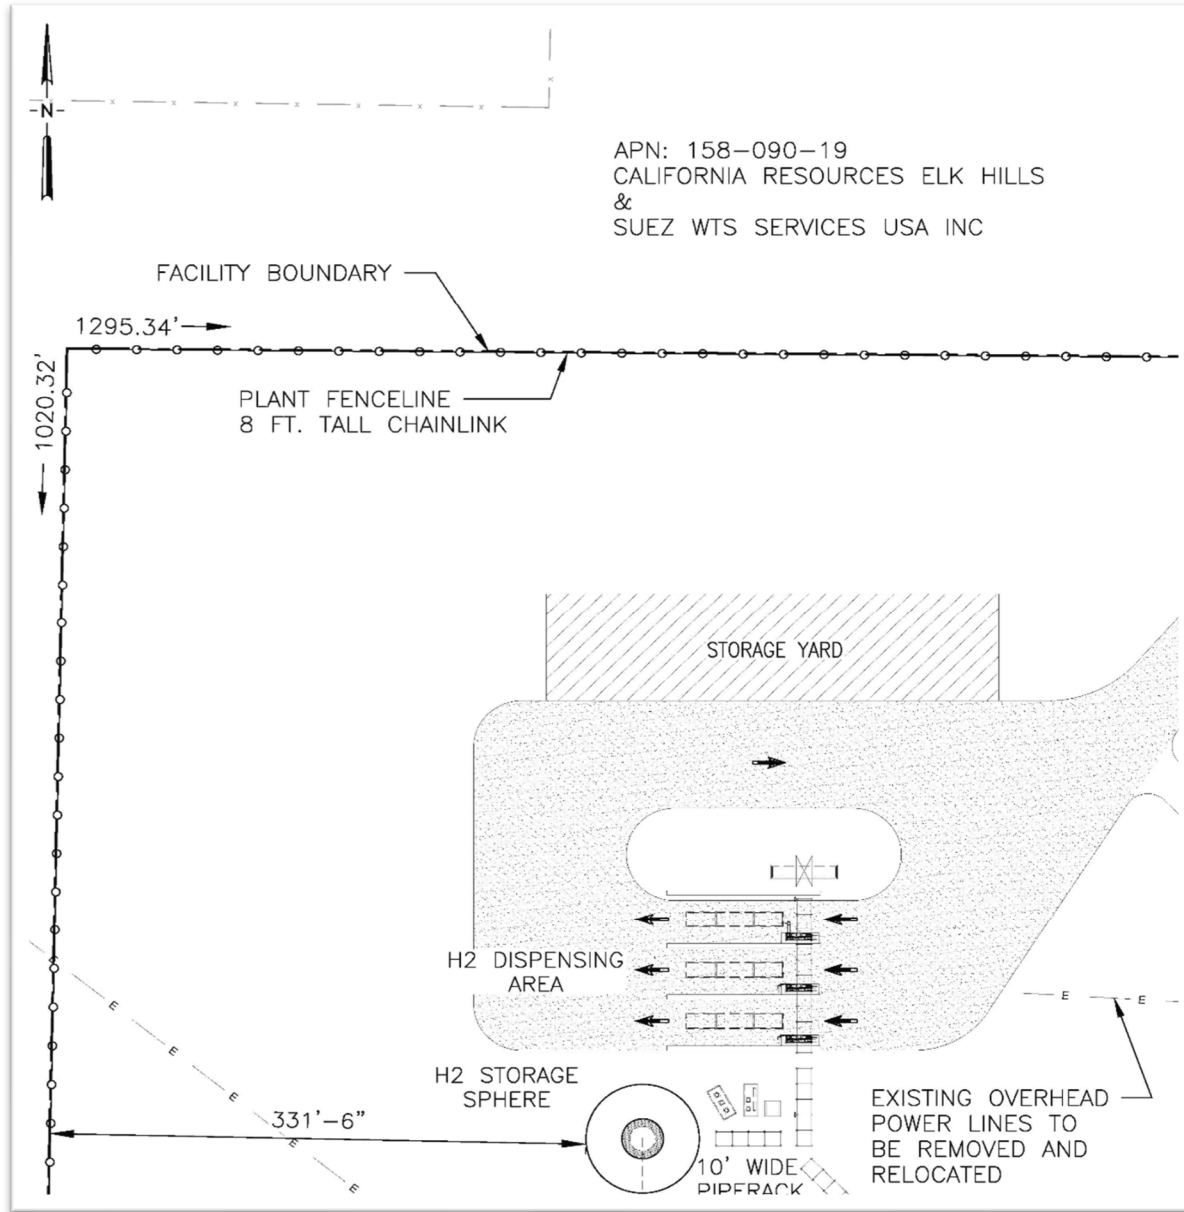 -N-
APN: 158-090-19
CALIFORNIA RESOURCES ELK HILLS
&
SUEZ WTS SERVICES USA INC
FACILITY BOUNDARY
1295.34'
1020.32'
PLANT FENCELINE
8 FT. TALL CHAINLINK
STORAGE YARD
H2 DISPENSING
AREA
E
E
E
E
E
E
E
H2 STORAGE
SPHERE
331'-6"
EXISTING OVERHEAD
POWER LINES TO
BE REMOVED AND
RELOCATED
10' WIDE
PIPERACK